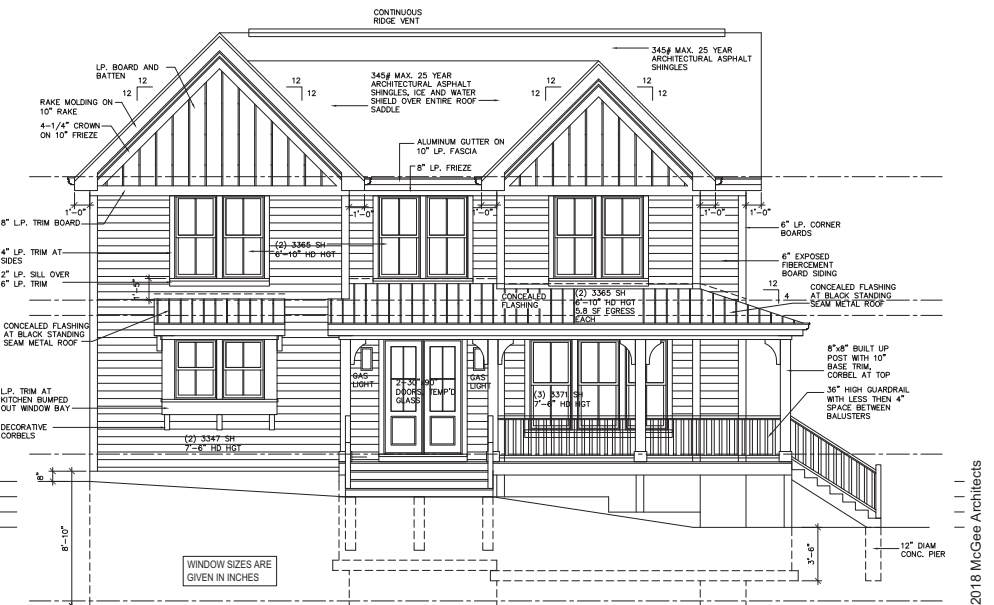 CONTINUOUS
RIDGE VENT
345# MAX. 25 YEAR
ARCHITECTURAL ASPHALT
SHINGLES
LP. BOARD AND
BATTEN
12
12
345# MAX. 25 YEAR
ARCHITECTURAL ASPHALT
SHINGLES, ICE AND WATER
SHIELD OVER ENTIRE ROOF
SADDLE
12
12
12
12
12
12
RAKE MOLDING ON
10" RAKE
4-1/4" CROWN
ON 10" FRIEZE
ALUMINUM GUTTER ON
10" LP. FASCIA
8" LP. FRIEZE
1'-0"
1'-0"
1'-0"
1'-0"
1'-0"
8" L.P. TRIM BOARD
4" LP. TRIM AT
SIDES
2" LP. SILL OVER
6" LP. TRIM
(2) 3365 SH
6'-10" HD HGT
1'-5"
6" LP. CORNER
BOARDS
6" EXPOSED
FIBERCEMENT
BOARD SIDING
12
4
CONCEALED FLASHING
AT BLACK STANDING
SEAM METAL ROOF
CONCEALED
FLASHING
(2) 3365 SH
6'-10" HD HGT
5.8 SF EGRESS
EACH
CONCEALED FLASHING
AT BLACK STANDING
SEAM METAL ROOF
GAS
LIGHT
2-30"x90"
DOORS, TEMP'D
GLASS
GAS
LIGHT
(3) 3371 SH
7'-6" HD HGT
8"x8" BUILT UP
POST WITH 10"
BASE TRIM,
CORBEL AT TOP
36" HIGH GUARDRAIL
WITH LESS THEN 4"
SPACE BETWEEN
BALUSTERS
L.P. TRIM AT
KITCHEN BUMPED
OUT WINDOW BAY
DECORATIVE
CORBELS
(2) 3347 SH
7'-6" HD HGT
8"
8'-10"
3'-6"
12" DIAM
CONC. PIER
WINDOW SIZES ARE
GIVEN IN INCHES
2018 McGee Architects